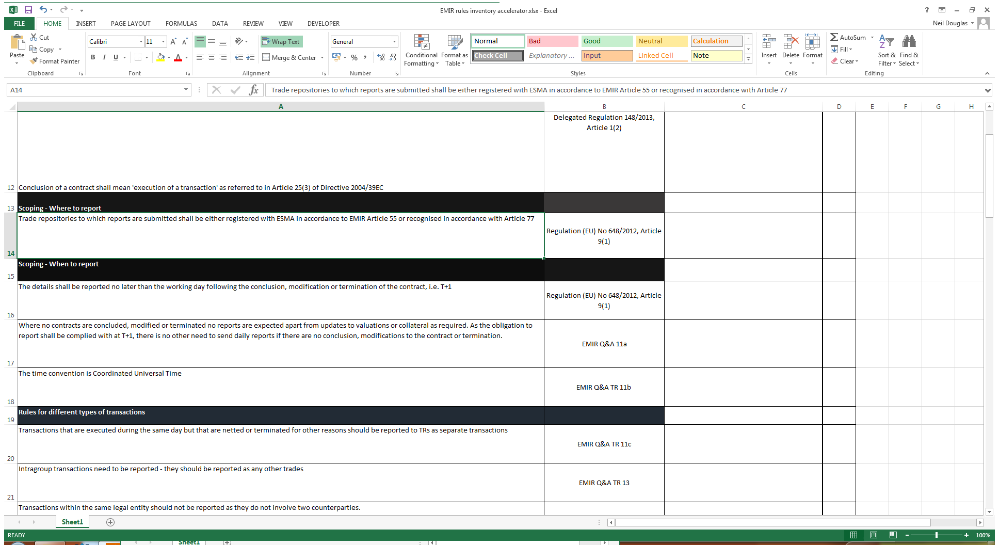 EMIR rules inventory accelerator.xlsx - Excel
?
FILE HOME INSERT PAGE LAYOUT FORMULAS DATA REVIEW VIEW DEVELOPER
Neil Douglas
Paste
Cut
Copy
Format Painter
Clipboard
Calibri 11
B I U
Font
Wrap Text
Merge & Center
Alignment
General
Number
Conditional Formatting
Format as Table
Normal Bad Good Neutral Calculation
Check Cell Explanatory ... Input Linked Cell Note
Styles
Insert Delete Format
Cells
AutoSum
Fill
Clear
Sort & Filter
Find & Select
Editing
A14
fx
Trade repositories to which reports are submitted shall be either registered with ESMA in accordance to EMIR Article 55 or recognised in accordance with Article 77
A B C D E F G H
Delegated Regulation 148/2013,
Article 1(2)
12 Conclusion of a contract shall mean 'execution of a transaction' as referred to in Article 25(3) of Directive 2004/39EC
13 Scoping - Where to report
Trade repositories to which reports are submitted shall be either registered with ESMA in accordance to EMIR Article 55 or recognised in accordance with Article 77
Regulation (EU) No 648/2012, Article
9(1)
14
Scoping - When to report
15
The details shall be reported no later than the working day following the conclusion, modification or termination of the contract, i.e. T+1
Regulation (EU) No 648/2012, Article
9(1)
16
Where no contracts are concluded, modified or terminated no reports are expected apart from updates to valuations or collateral as required. As the obligation to
report shall be complied with at T+1, there is no other need to send daily reports if there are no conclusion, modifications to the contract or termination.
EMIR Q&A 11a
17
The time convention is Coordinated Universal Time
EMIR Q&A TR 11b
18
Rules for different types of transactions
19
Transactions that are executed during the same day but that are netted or terminated for other reasons should be reported to TRs as separate transactions
EMIR Q&A TR 11c
20
Intragroup transactions need to be reported - they should be reported as any other trades
EMIR Q&A TR 13
21
Transactions within the same legal entity should not be reported as they do not involve two counterparties.
Sheet1
READY
100%
Sheet1